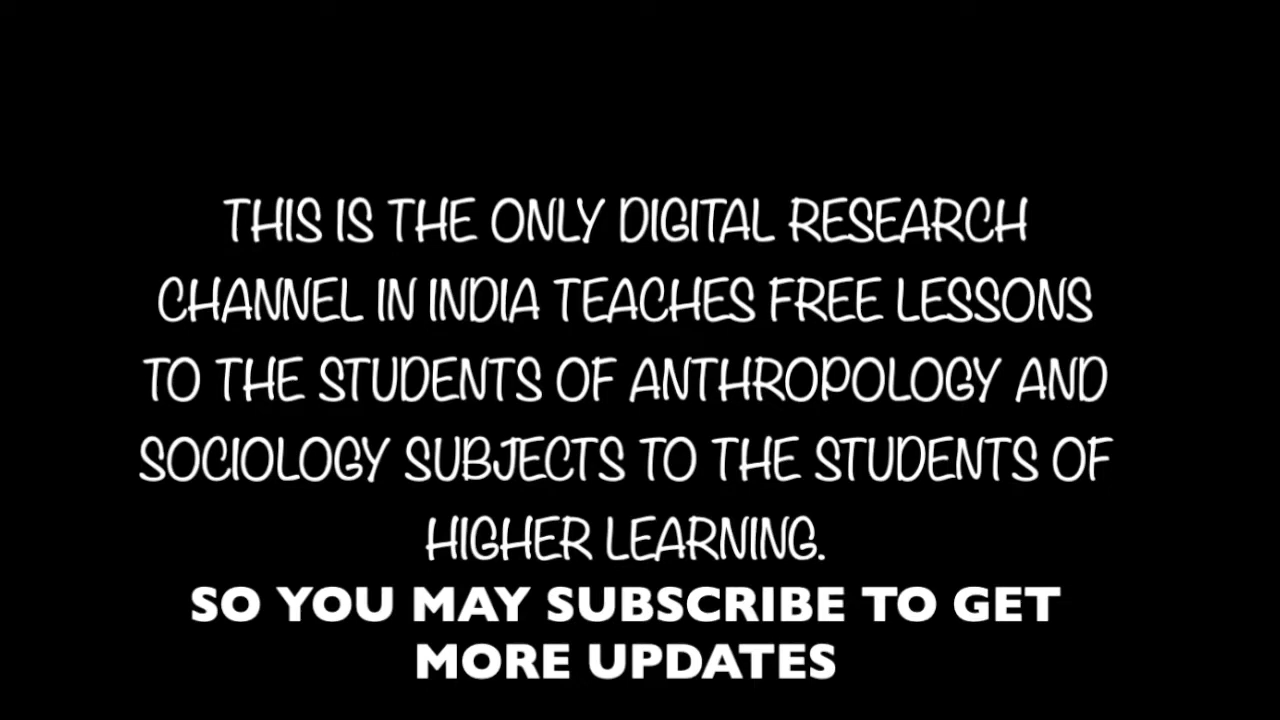 THIS IS THE ONLY DIGITAL RESEARCH
CHANNEL IN INDIA TEACHES FREE LESSONS
TO THE STUDENTS OF ANTHROPOLOGY AND
SOCIOLOGY SUBJECTS TO THE STUDENTS OF
HIGHER LEARNING.
SO YOU MAY SUBSCRIBE TO GET
MORE UPDATES